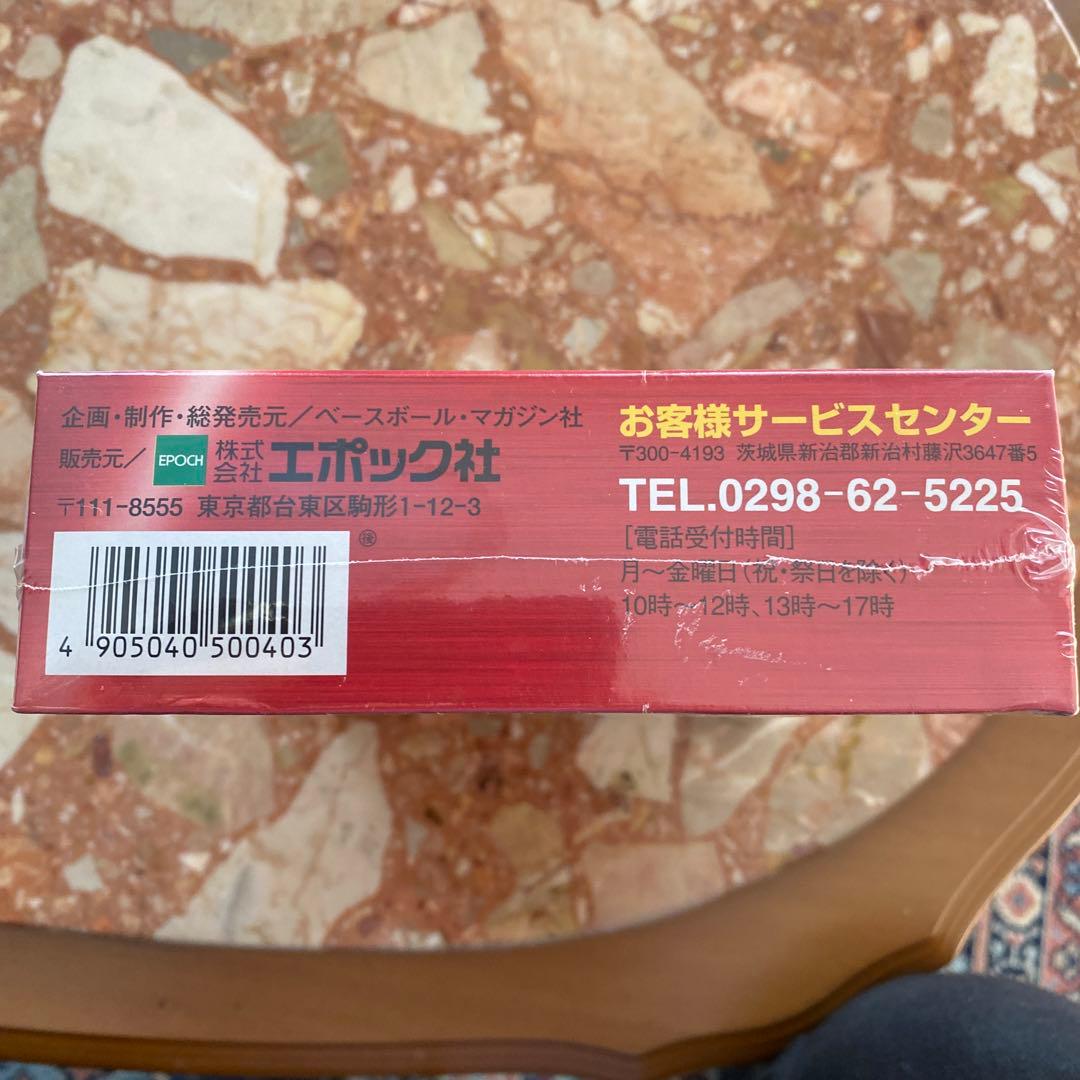 企画・制作・総発売元／ベースボール・マガジン社
販売元／ EPOCH 株式会社 エポック社
〒111-8555 東京都台東区駒形1-12-3
後
4 905040 500403
お客様サービスセンター
〒300-4193 茨城県新治郡新治村藤沢3647番5
TEL.0298-62-5225
［電話受付時間］
月～金曜日（祝・祭日を除く）
10時～12時、13時～17時